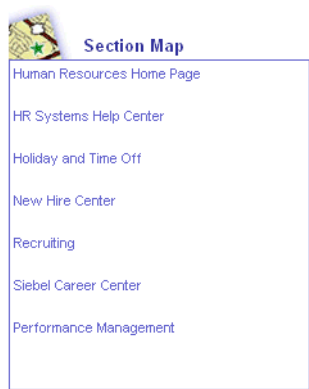 Section Map
Human Resources Home Page
HR Systems Help Center
Holiday and Time Off
New Hire Center
Recruiting
Siebel Career Center
Performance Management